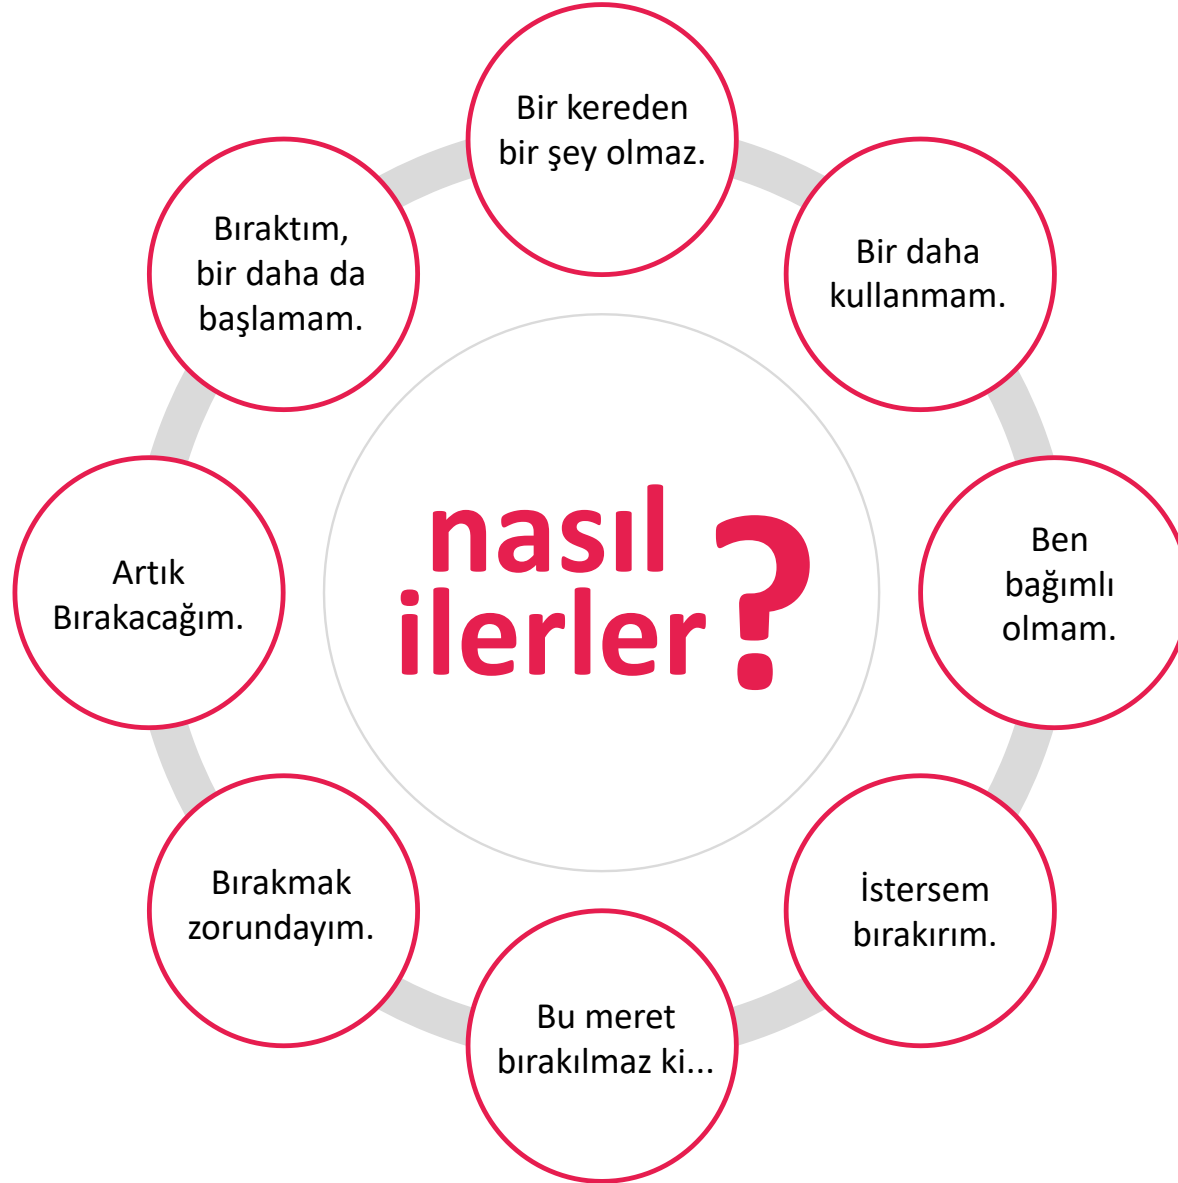 Bir kereden
bir şey olmaz.
Bir daha
kullanmam.
Ben
bağımlı
olmam.
İstersem
bırakırım.
Bu meret
bırakılmaz ki...
Bırakmak
zorundayım.
Artık
Bırakacağım.
Bıraktım,
bir daha da
başlamam.
nasıl
ilerler?